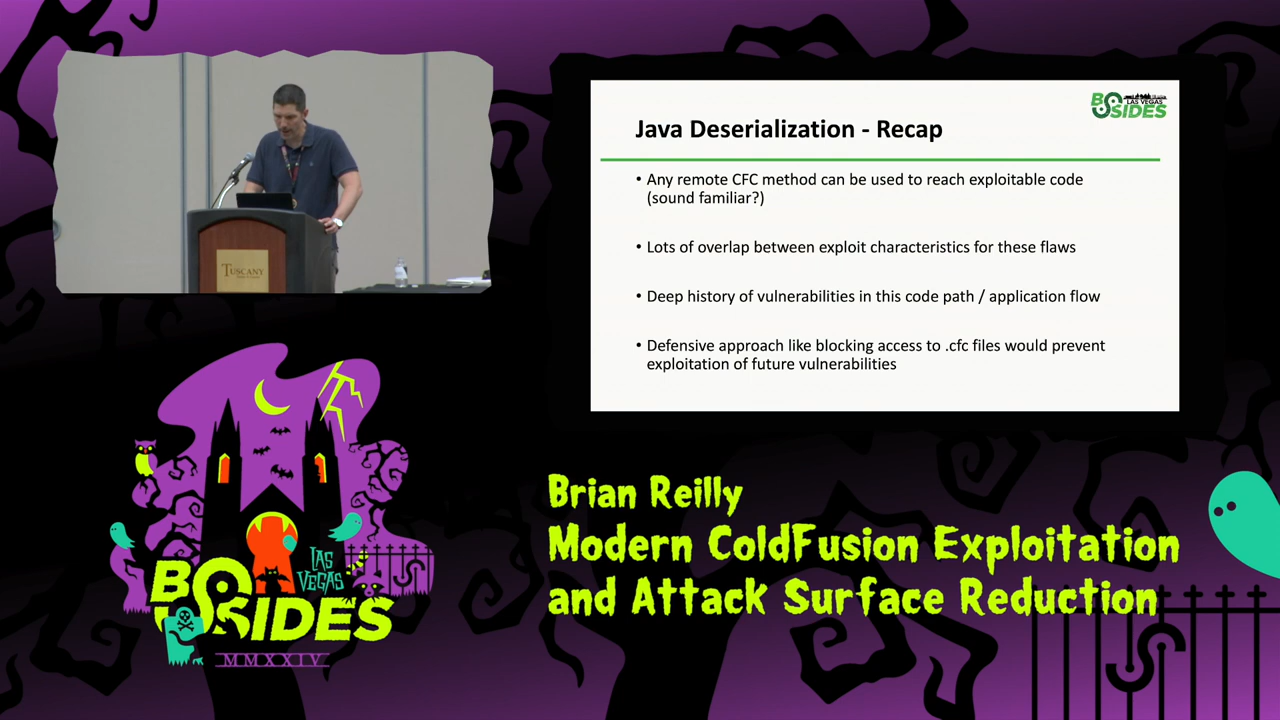 BSIDES
LAS VEGAS
Java Deserialization - Recap
• Any remote CFC method can be used to reach exploitable code
(sound familiar?)
• Lots of overlap between exploit characteristics for these flaws
• Deep history of vulnerabilities in this code path / application flow
• Defensive approach like blocking access to .cfc files would prevent
exploitation of future vulnerabilities
TUSCANY
Brian Reilly
Modern ColdFusion Exploitation
and Attack Surface Reduction
LAS
VEGAS
BSIDES
MMXXIV